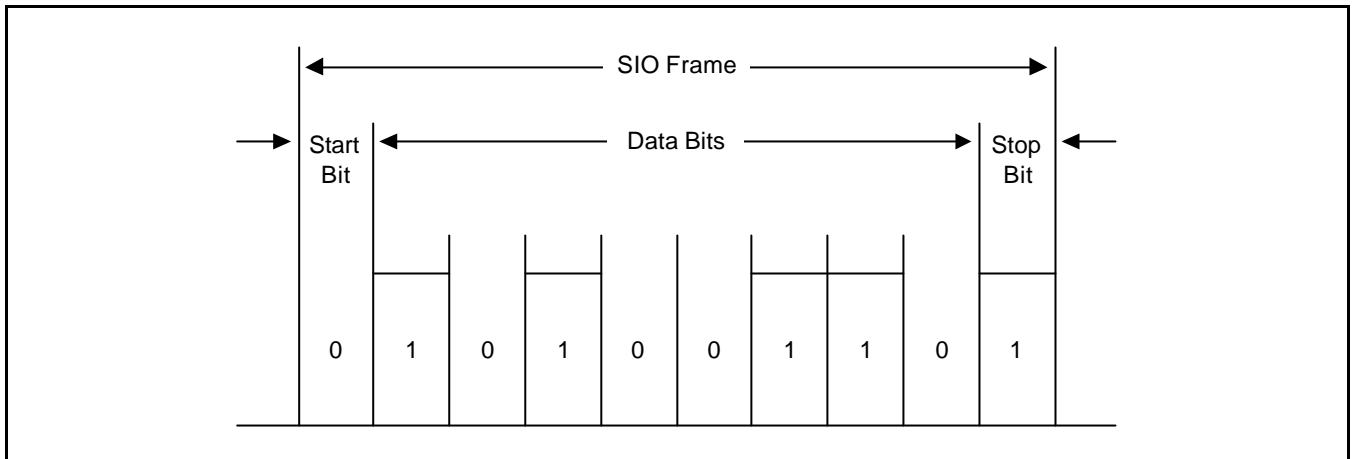 SIO Frame
Start
Bit
Data Bits
Stop
Bit
0 1 0 1 0 0 1 1 0 1